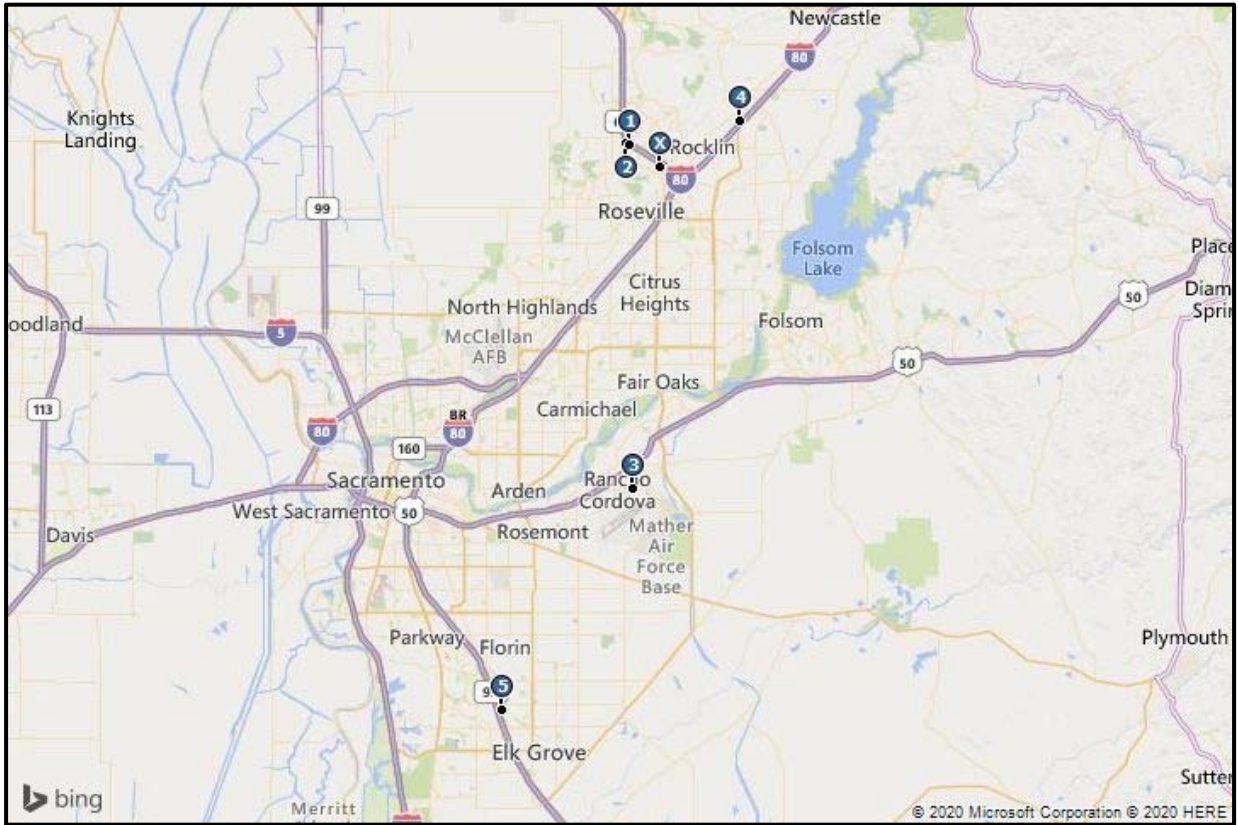 Newcastle
80
4
Knights
Landing
1
X
Rocklin
2
80
99
Roseville
Folsom
Lake
Place
50
Diam
Sprin
Citrus
Heights
North Highlands
oodland
5
McClellan
AFB
Folsom
50
Fair Oaks
113
Carmichael
BR
80
80
160
3
Sacramento
Arden
Rancho
Cordova
West Sacramento
50
Davis
Rosemont
Mather
Air
Force
Base
Parkway
Florin
Plymouth
5
Elk Grove
Sutter
bing
Merritt
© 2020 Microsoft Corporation © 2020 HERE